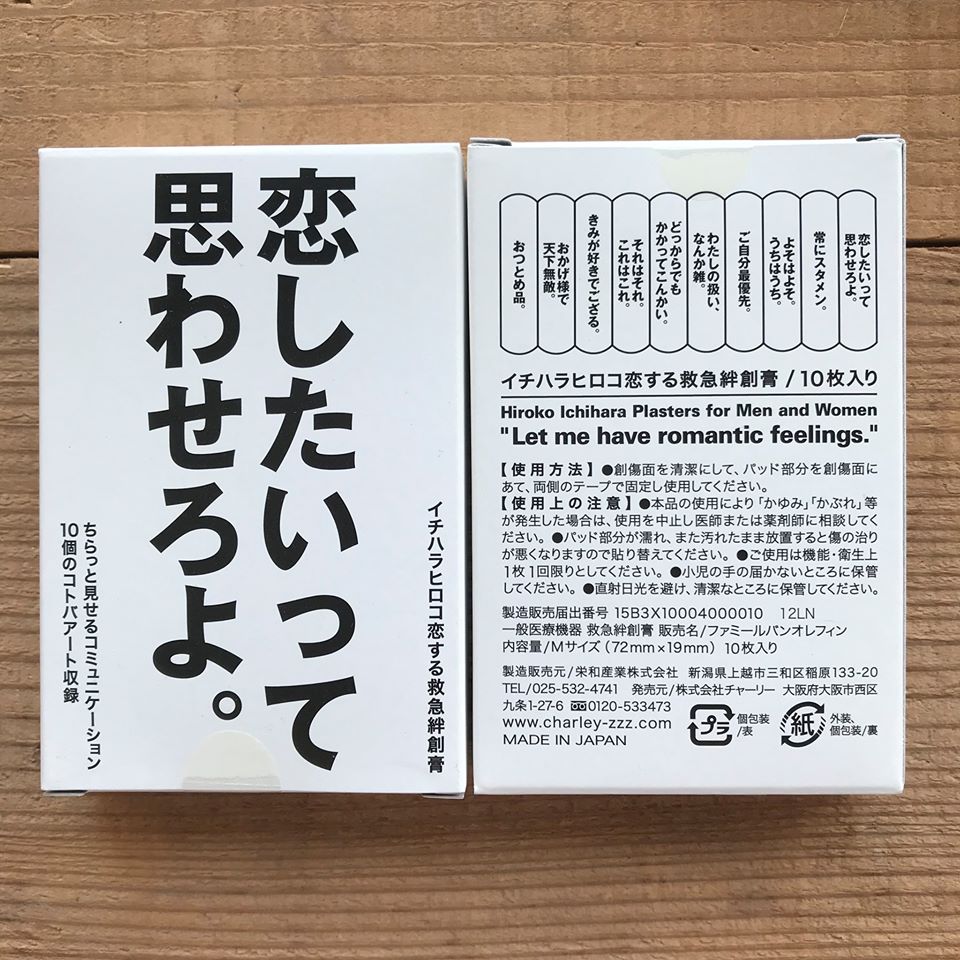 恋したいって
思わせろよ。
イチハラヒロコ恋する救急絆創膏
ちらっと見せるコミュニケーション
10個のコトバアート収録
恋したいって
思わせろよ。
常にスタメン。
よそはよそ。
うちはうち。
ご自分最優先。
わたしの扱い、
なんか雑。
どっからでも
かかってこんかい。
それはそれ。
これはこれ。
きみが好きでござる。
おかげ様で
天下無敵。
おつとめ品。
イチハラヒロコ恋する救急絆創膏 / 10枚入り
Hiroko Ichihara Plasters for Men and Women
"Let me have romantic feelings."
【使用方法】●創傷面を清潔にして、パッド部分を創傷面に
あて、両側のテープで固定し使用してください。
【使用上の注意】●本品の使用により「かゆみ」「かぶれ」等
が発生した場合は、使用を中止し医師または薬剤師に相談してく
ださい。●パッド部分が濡れ、また汚れたまま放置すると傷の治り
が悪くなりますので貼り替えてください。●ご使用は機能・衛生上
1枚1回限りとしてください。●小児の手の届かないところに保管
してください。●直射日光を避け、清潔なところに保管してください。
製造販売届出番号 15B3X10004000010 12LN
一般医療機器 救急絆創膏 販売名/ファミールバンオレフィン
内容量/Mサイズ(72mm×19mm) 10枚入り
製造販売元/栄和産業株式会社 新潟県上越市三和区稲原133-20
TEL/025-532-4741 発売元/株式会社チャーリー 大阪府大阪市西区
九条1-27-6 0120-533473
www.charley-zzz.com
MADE IN JAPAN
プラ 個包装
/表
紙 外装、
個包装/裏